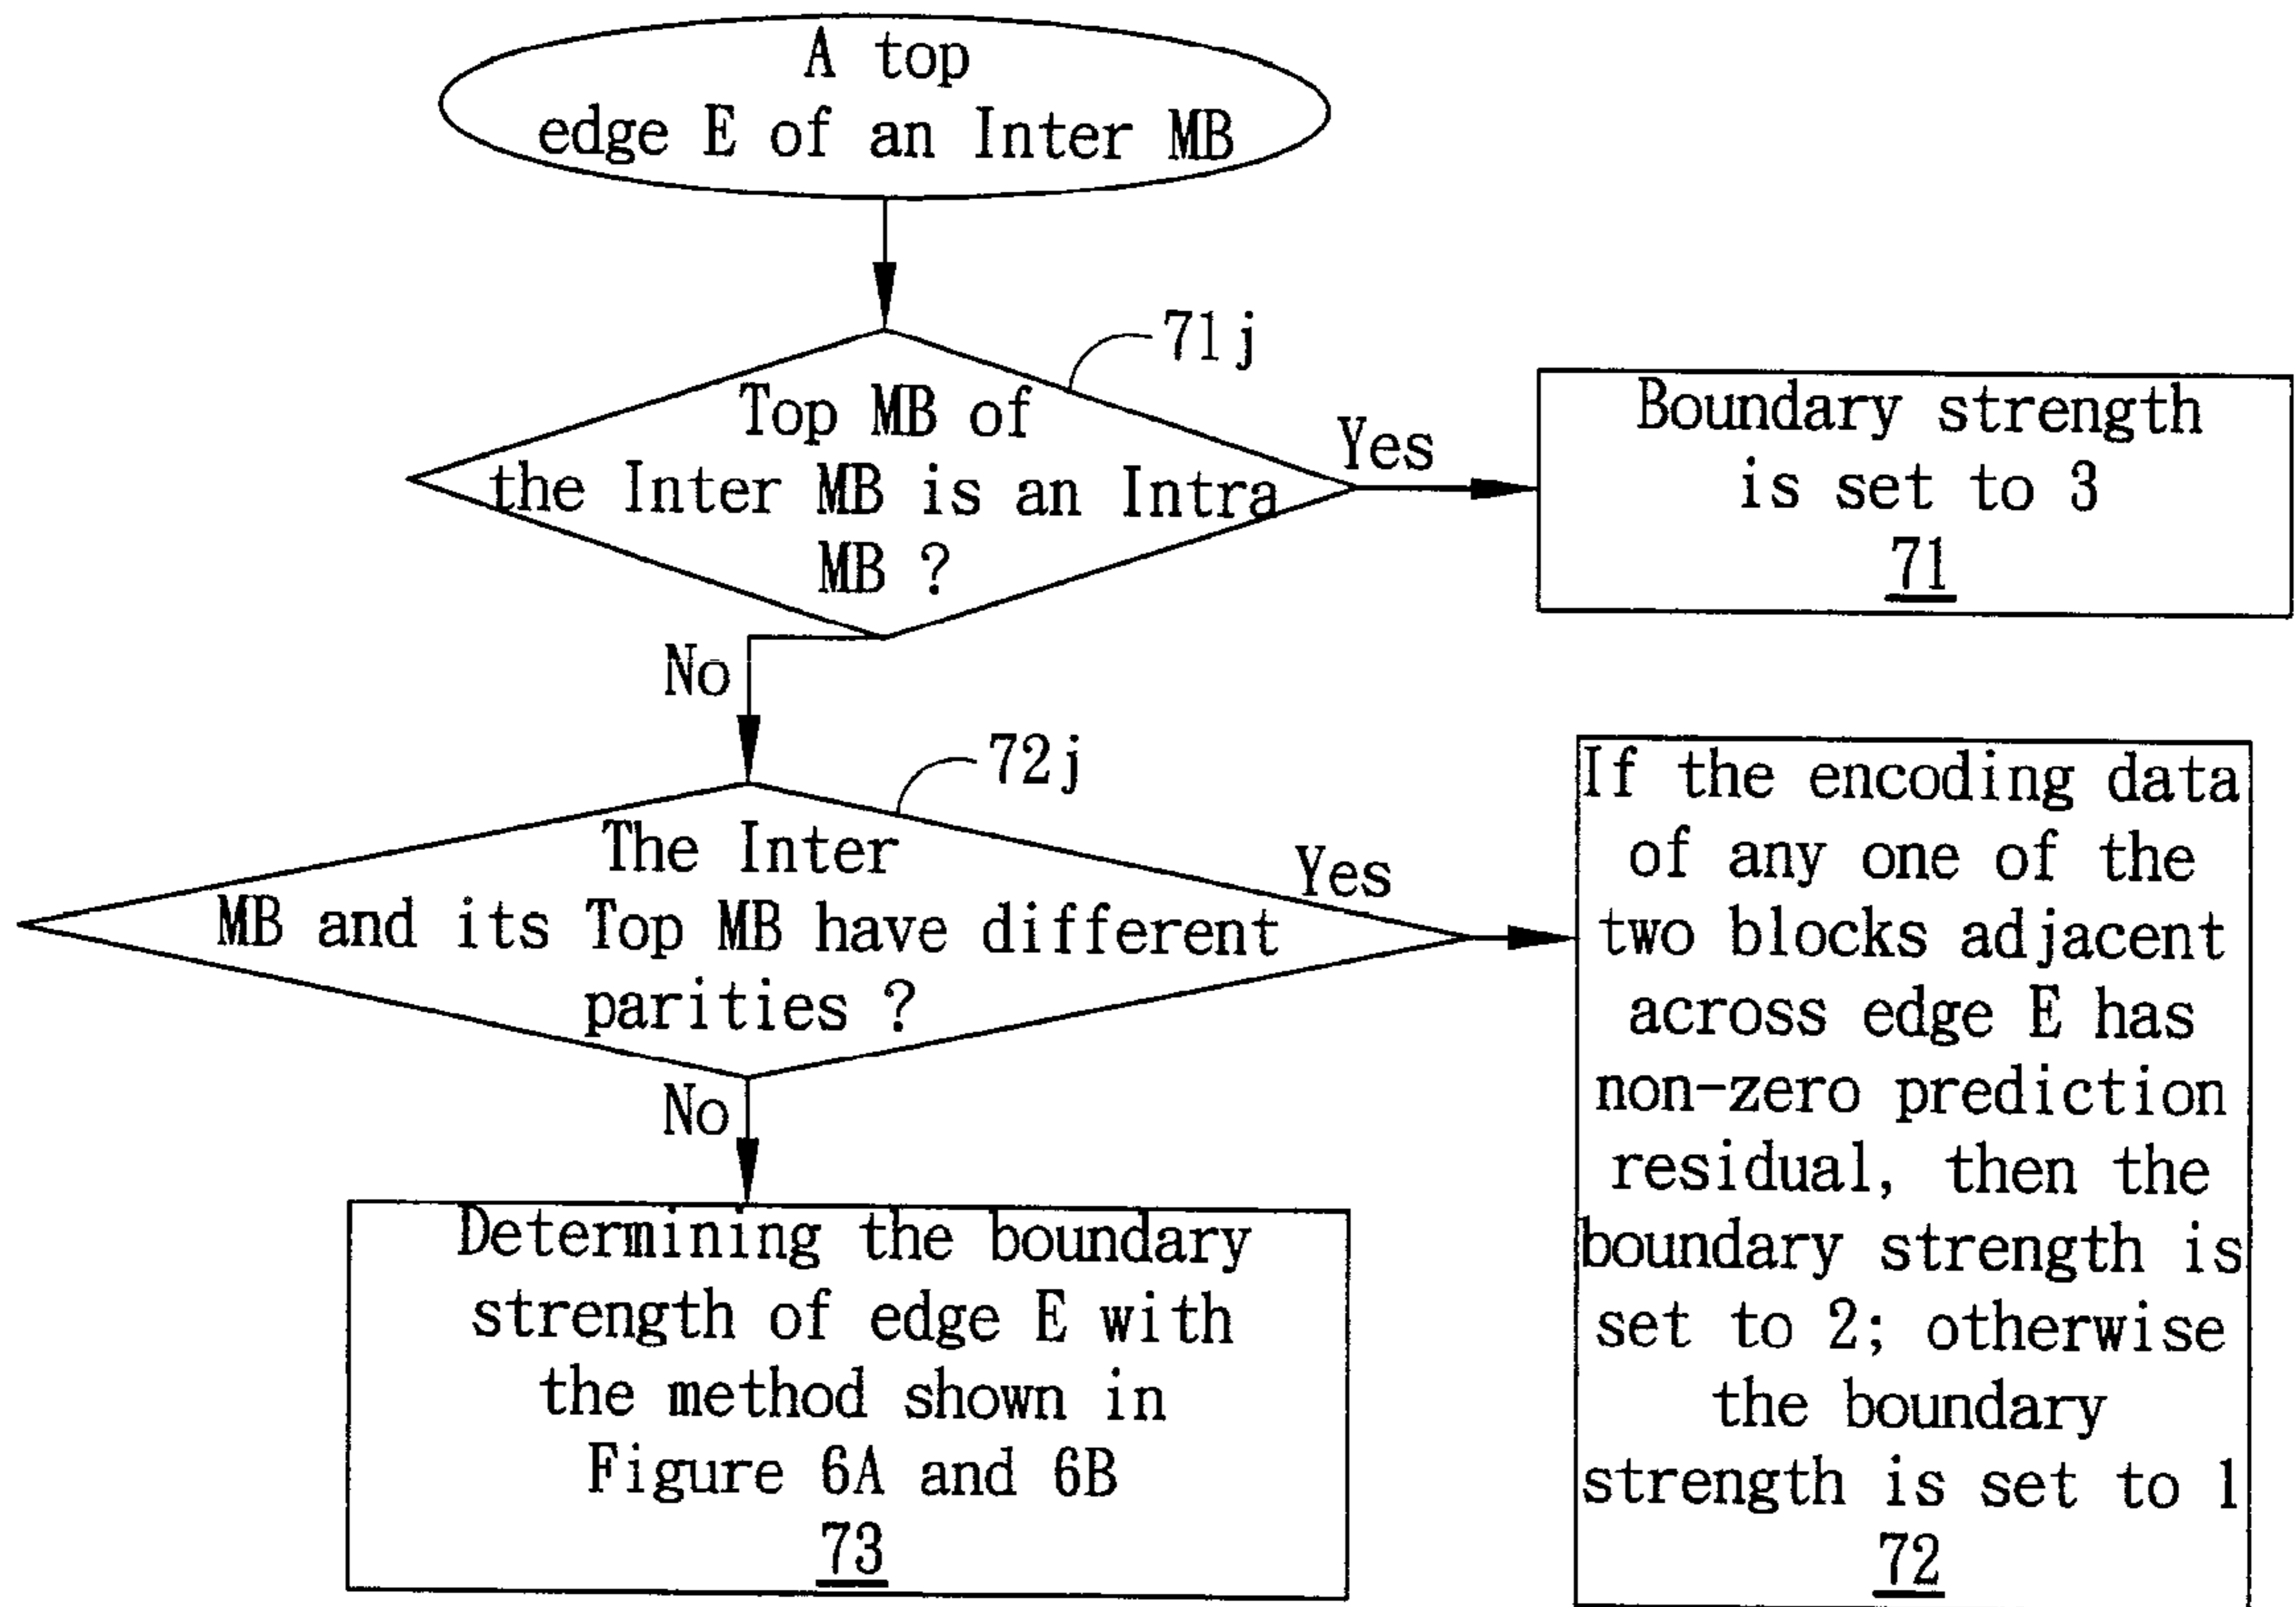 A top
edge E of an Inter MB
71j
Top MB of
the Inter MB is an Intra
MB ?
Yes
Boundary strength
is set to 3
71
No
72j
The Inter
MB and its Top MB have different
parities ?
Yes
If the encoding data
of any one of the
two blocks adjacent
across edge E has
non-zero prediction
residual, then the
boundary strength is
set to 2; otherwise
the boundary
strength is set to 1
72
No
Determining the boundary
strength of edge E with
the method shown in
Figure 6A and 6B
73